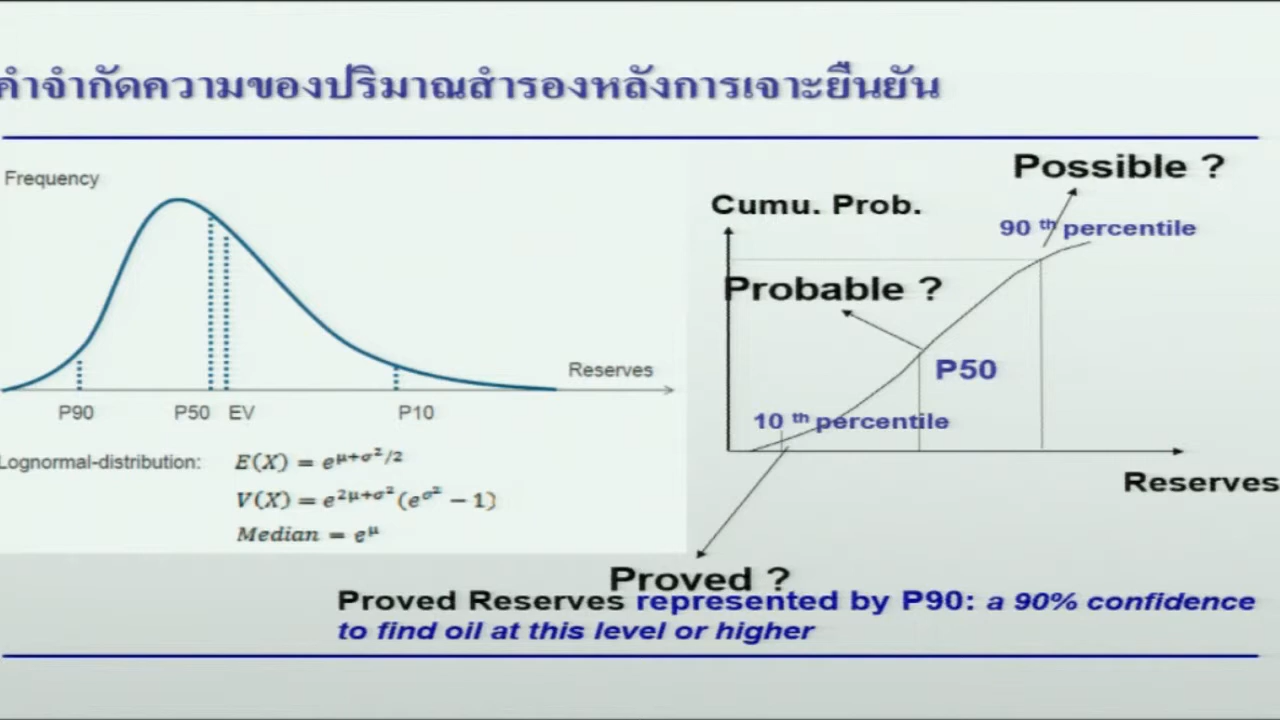 คำจำกัดความของปริมาณสำรองหลังการเจาะยืนยัน
Frequency
Reserves
P90
P50
EV
P10
Lognormal-distribution:
E(X) = e^{μ+σ²/2}
V(X) = e^{2μ+σ²}(e^{σ²} − 1)
Median = e^μ
Possible ?
Cumu. Prob.
90 th percentile
Probable ?
P50
10 th percentile
Reserves
Proved ?
Proved Reserves represented by P90: a 90% confidence
to find oil at this level or higher